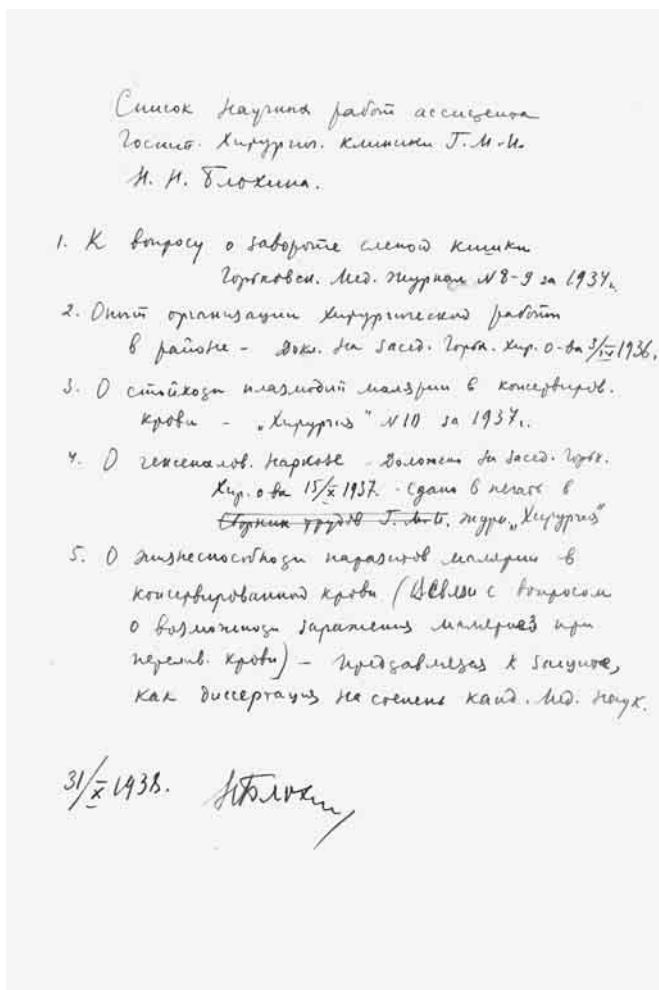 Список научных работ ассистента
Госпит. Хирургич. клиники Г.М.И.
Н. Н. Блохина.
1. К вопросу о завороте слепой кишки
Горьковск. Мед. журнал N 8-9 за 1934г.
2. Опыт организации хирургической работы
в районе - Докл. на засед. Горьк. Хир. О-ва 3/IV 1936.
3. О стойкости плазмодий малярии в консервиров.
крови - „Хирургия" N 10 за 1937г.
4. О гексеналов. наркозе - Доложено на засед. Горьк.
Хир. о-ва 15/X 1937. - Сдано в печать в
Сборник трудов Г.М.И. журн. „Хирургия"
5. О жизнеспособности паразитов малярии в
консервированной крови (В связи с вопросом
о возможности заражения малярией при
перелив. крови) - представляется к защите,
как диссертация на степень канд. мед. наук.
31/X 1938. НБлохин